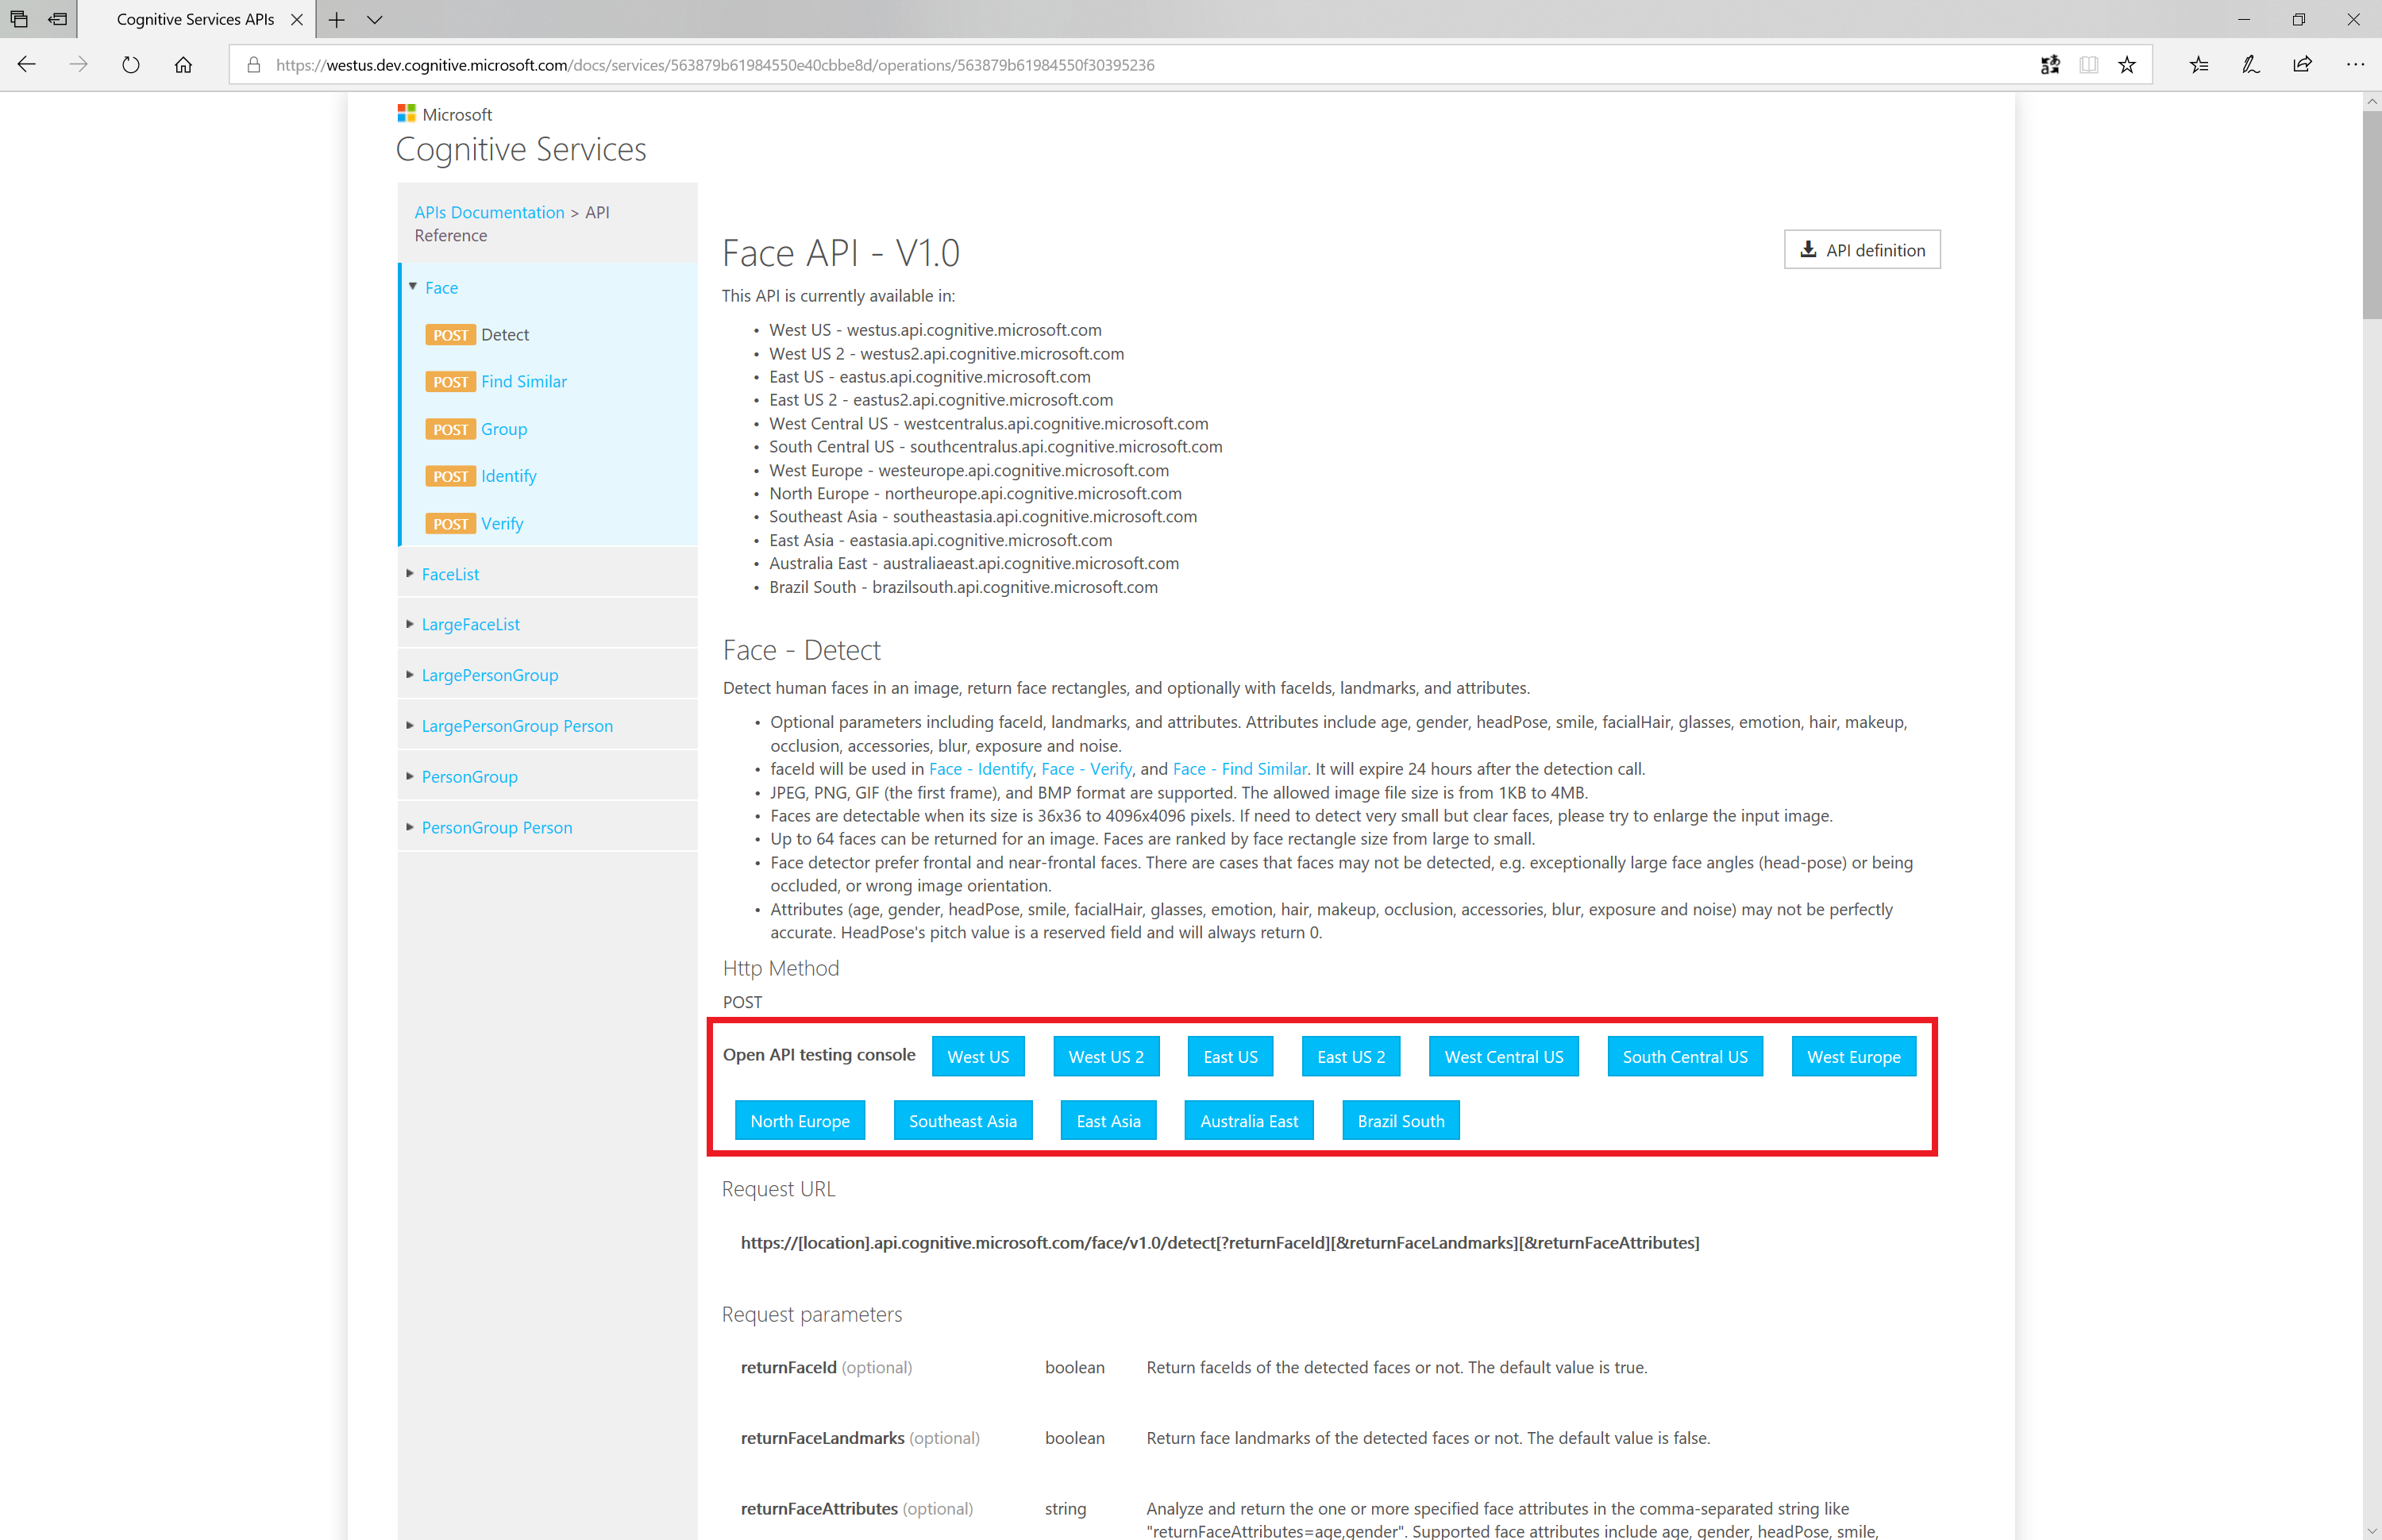 Cognitive Services APIs
https://westus.dev.cognitive.microsoft.com/docs/services/563879b61984550e40cbbe8d/operations/563879b61984550f30395236
Microsoft
Cognitive Services
APIs Documentation > API
Reference
Face
POST Detect
POST Find Similar
POST Group
POST Identify
POST Verify
FaceList
LargeFaceList
LargePersonGroup
LargePersonGroup Person
PersonGroup
PersonGroup Person
Face API - V1.0
API definition
This API is currently available in:
• West US - westus.api.cognitive.microsoft.com
• West US 2 - westus2.api.cognitive.microsoft.com
• East US - eastus.api.cognitive.microsoft.com
• East US 2 - eastus2.api.cognitive.microsoft.com
• West Central US - westcentralus.api.cognitive.microsoft.com
• South Central US - southcentralus.api.cognitive.microsoft.com
• West Europe - westeurope.api.cognitive.microsoft.com
• North Europe - northeurope.api.cognitive.microsoft.com
• Southeast Asia - southeastasia.api.cognitive.microsoft.com
• East Asia - eastasia.api.cognitive.microsoft.com
• Australia East - australiaeast.api.cognitive.microsoft.com
• Brazil South - brazilsouth.api.cognitive.microsoft.com
Face - Detect
Detect human faces in an image, return face rectangles, and optionally with faceIds, landmarks, and attributes.
• Optional parameters including faceId, landmarks, and attributes. Attributes include age, gender, headPose, smile, facialHair, glasses, emotion, hair, makeup,
occlusion, accessories, blur, exposure and noise.
• faceId will be used in Face - Identify, Face - Verify, and Face - Find Similar. It will expire 24 hours after the detection call.
• JPEG, PNG, GIF (the first frame), and BMP format are supported. The allowed image file size is from 1KB to 4MB.
• Faces are detectable when its size is 36x36 to 4096x4096 pixels. If need to detect very small but clear faces, please try to enlarge the input image.
• Up to 64 faces can be returned for an image. Faces are ranked by face rectangle size from large to small.
• Face detector prefer frontal and near-frontal faces. There are cases that faces may not be detected, e.g. exceptionally large face angles (head-pose) or being
occluded, or wrong image orientation.
• Attributes (age, gender, headPose, smile, facialHair, glasses, emotion, hair, makeup, occlusion, accessories, blur, exposure and noise) may not be perfectly
accurate. HeadPose's pitch value is a reserved field and will always return 0.
Http Method
POST
Open API testing console West US West US 2 East US East US 2 West Central US South Central US West Europe
North Europe Southeast Asia East Asia Australia East Brazil South
Request URL
https://[location].api.cognitive.microsoft.com/face/v1.0/detect[?returnFaceId][&returnFaceLandmarks][&returnFaceAttributes]
Request parameters
returnFaceId (optional) boolean Return faceIds of the detected faces or not. The default value is true.
returnFaceLandmarks (optional) boolean Return face landmarks of the detected faces or not. The default value is false.
returnFaceAttributes (optional) string Analyze and return the one or more specified face attributes in the comma-separated string like
"returnFaceAttributes=age,gender". Supported face attributes include age, gender, headPose, smile,